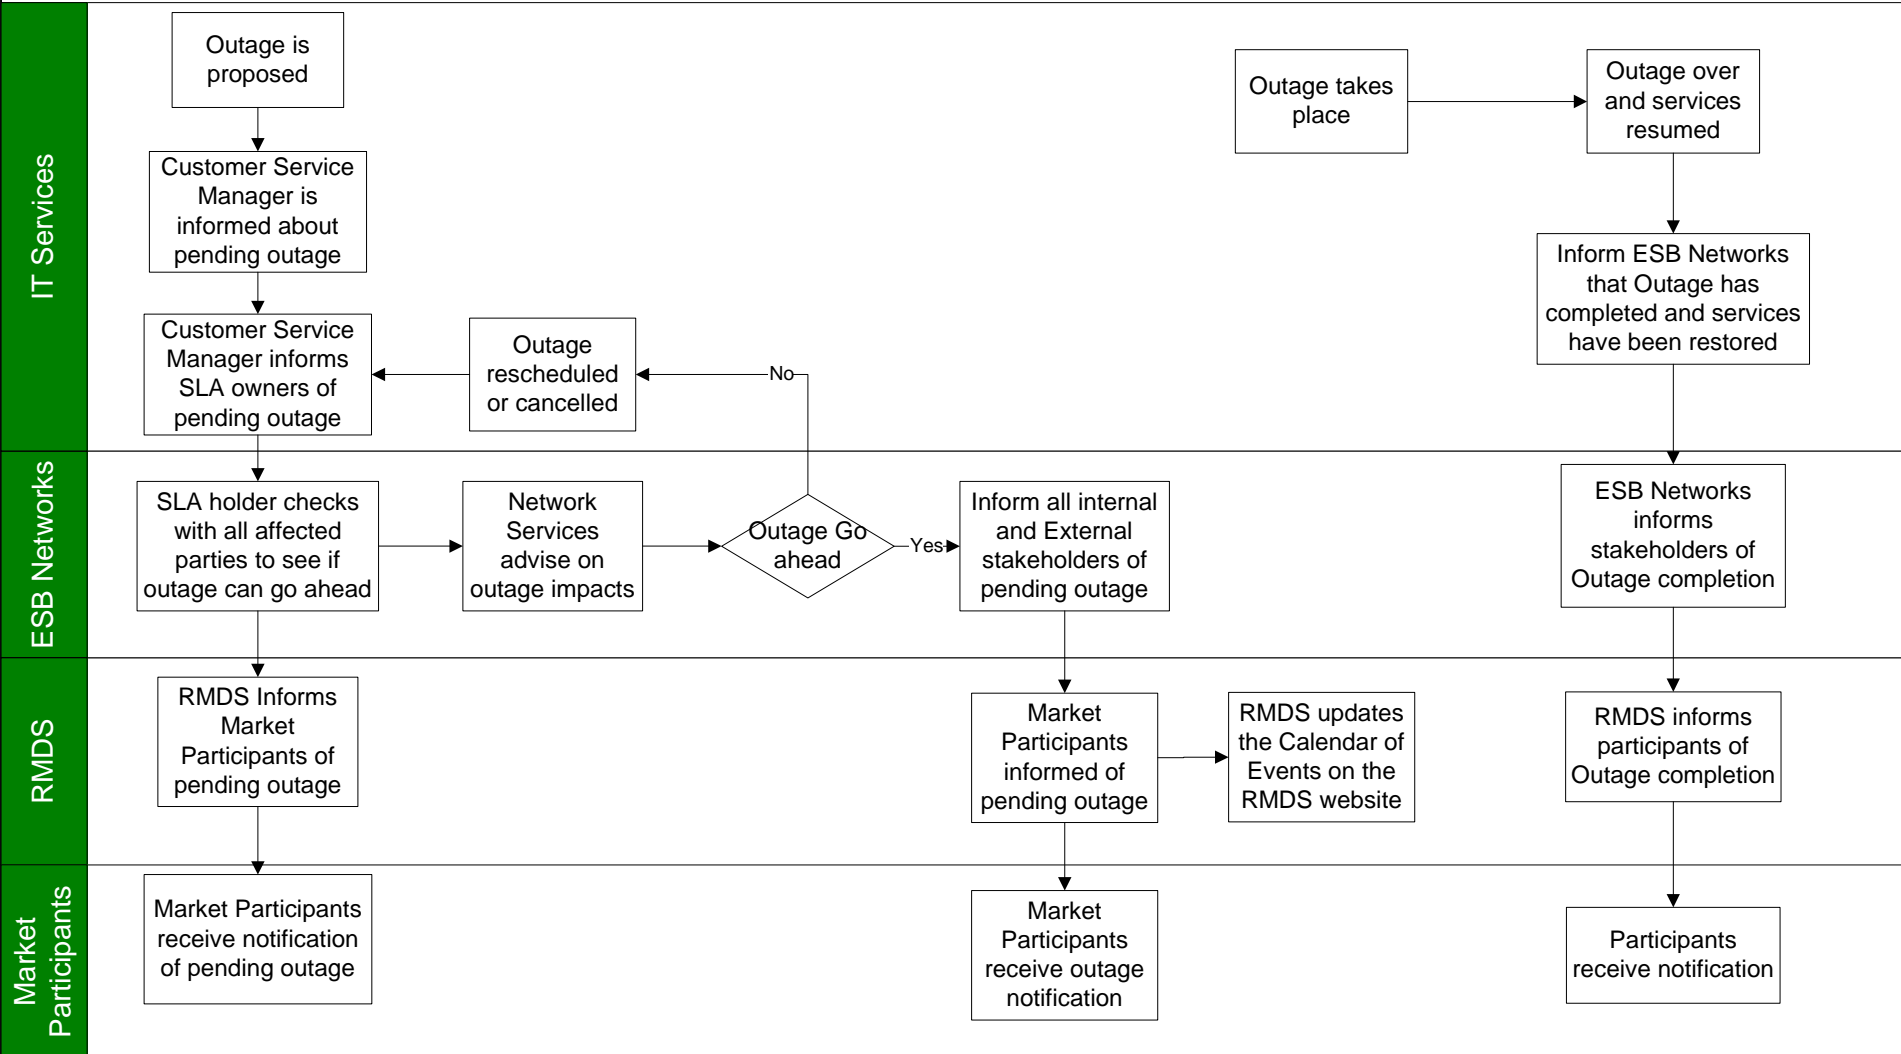 IT Services
Outage is
proposed
Customer Service
Manager is
informed about
pending outage
Customer Service
Manager informs
SLA owners of
pending outage
Outage
rescheduled
or cancelled
No
Outage takes
place
Outage over
and services
resumed
Inform ESB Networks
that Outage has
completed and services
have been restored
ESB Networks
SLA holder checks
with all affected
parties to see if
outage can go ahead
Network
Services
advise on
outage impacts
Outage Go
ahead
Yes
Inform all internal
and External
stakeholders of
pending outage
ESB Networks
informs
stakeholders of
Outage completion
RMDS
RMDS Informs
Market
Participants of
pending outage
Market
Participants
informed of
pending outage
RMDS updates
the Calendar of
Events on the
RMDS website
RMDS informs
participants of
Outage completion
Market
Participants
Market Participants
receive notification
of pending outage
Market
Participants
receive outage
notification
Participants
receive notification